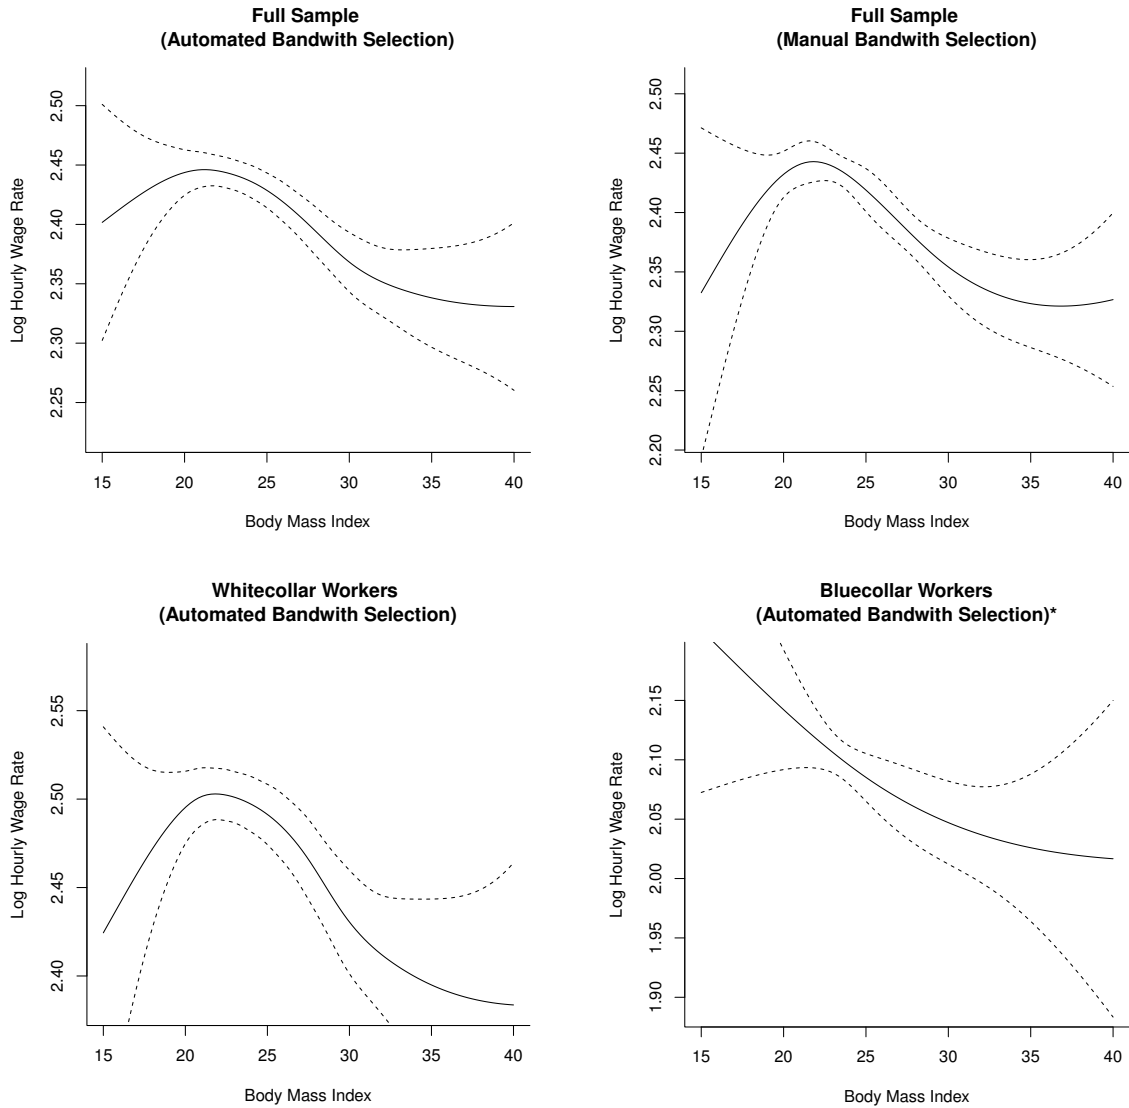 Full Sample
(Automated Bandwith Selection)
Log Hourly Wage Rate
2.50
2.45
2.40
2.35
2.30
2.25
15 20 25 30 35 40
Body Mass Index
Full Sample
(Manual Bandwith Selection)
Log Hourly Wage Rate
2.50
2.45
2.40
2.35
2.30
2.25
2.20
15 20 25 30 35 40
Body Mass Index
Whitecollar Workers
(Automated Bandwith Selection)
Log Hourly Wage Rate
2.55
2.50
2.45
2.40
15 20 25 30 35 40
Body Mass Index
Bluecollar Workers
(Automated Bandwith Selection)*
Log Hourly Wage Rate
2.15
2.10
2.05
2.00
1.95
1.90
15 20 25 30 35 40
Body Mass Index